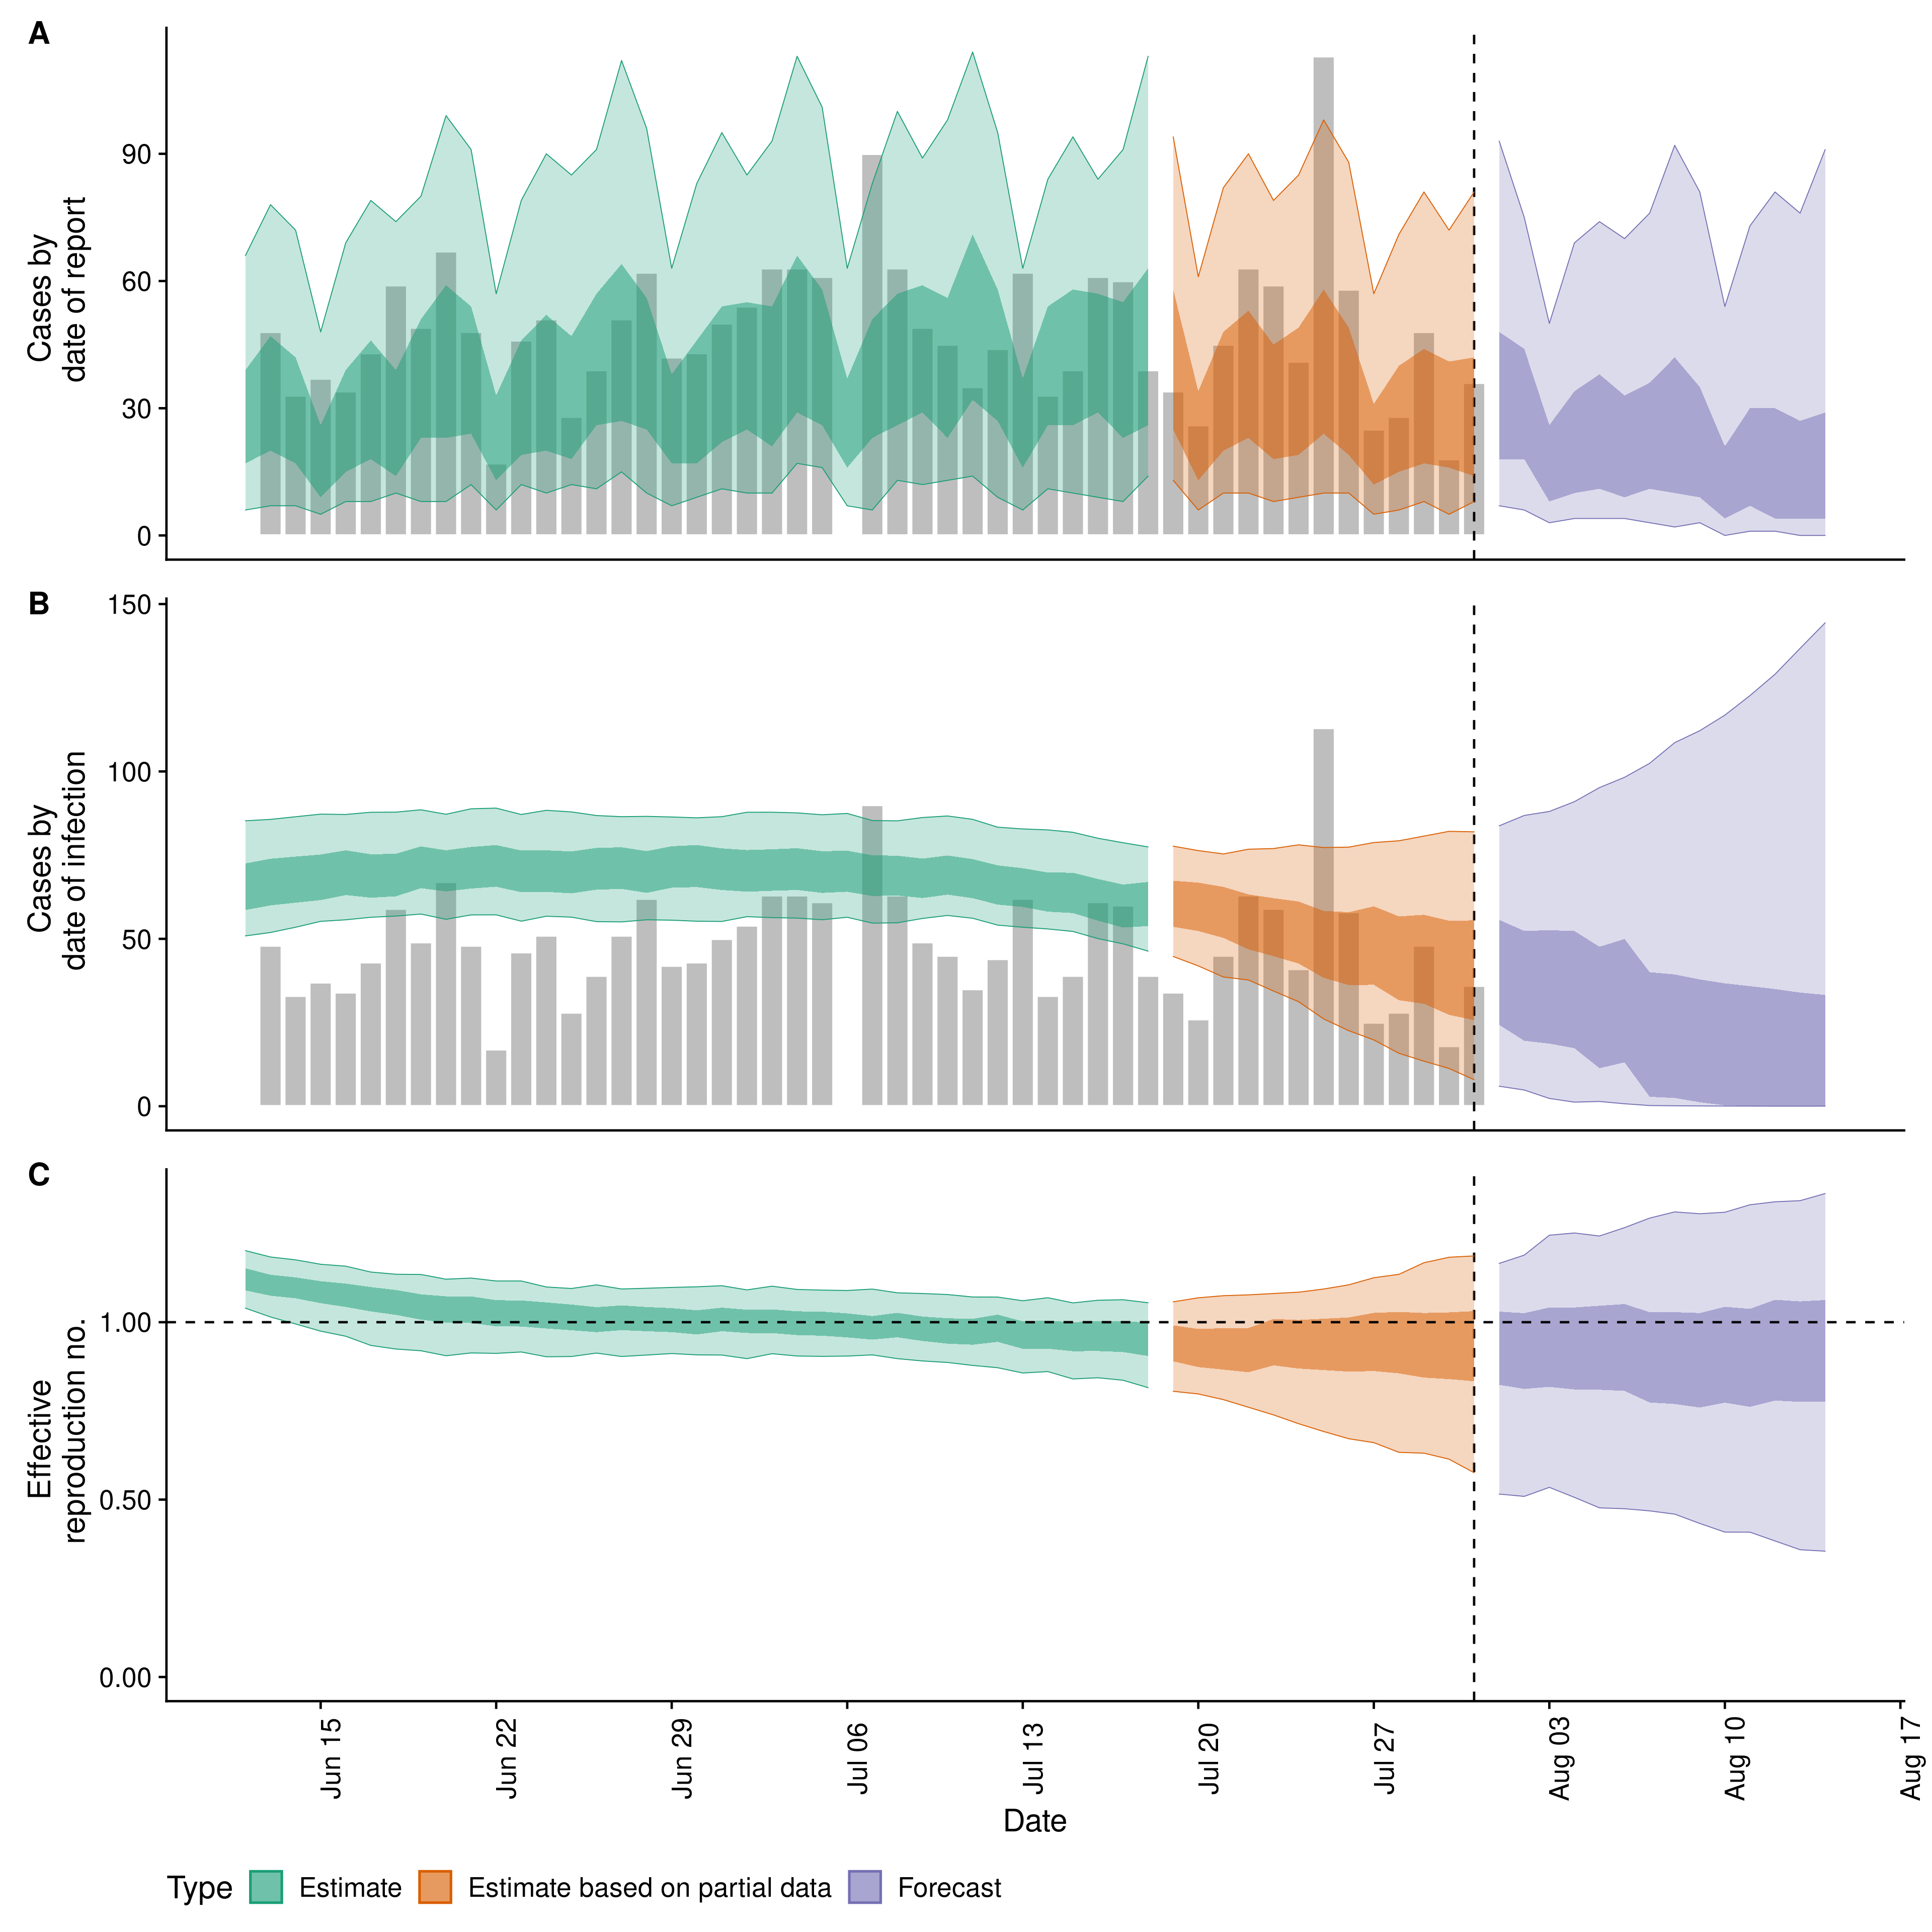 A
Cases by
date of report
90
60
30
0
B
Cases by
date of infection
150
100
50
0
C
Effective
reproduction no.
1.00
0.50
0.00
Jun 15
Jun 22
Jun 29
Jul 06
Jul 13
Jul 20
Jul 27
Aug 03
Aug 10
Aug 17
Date
Type Estimate Estimate based on partial data Forecast